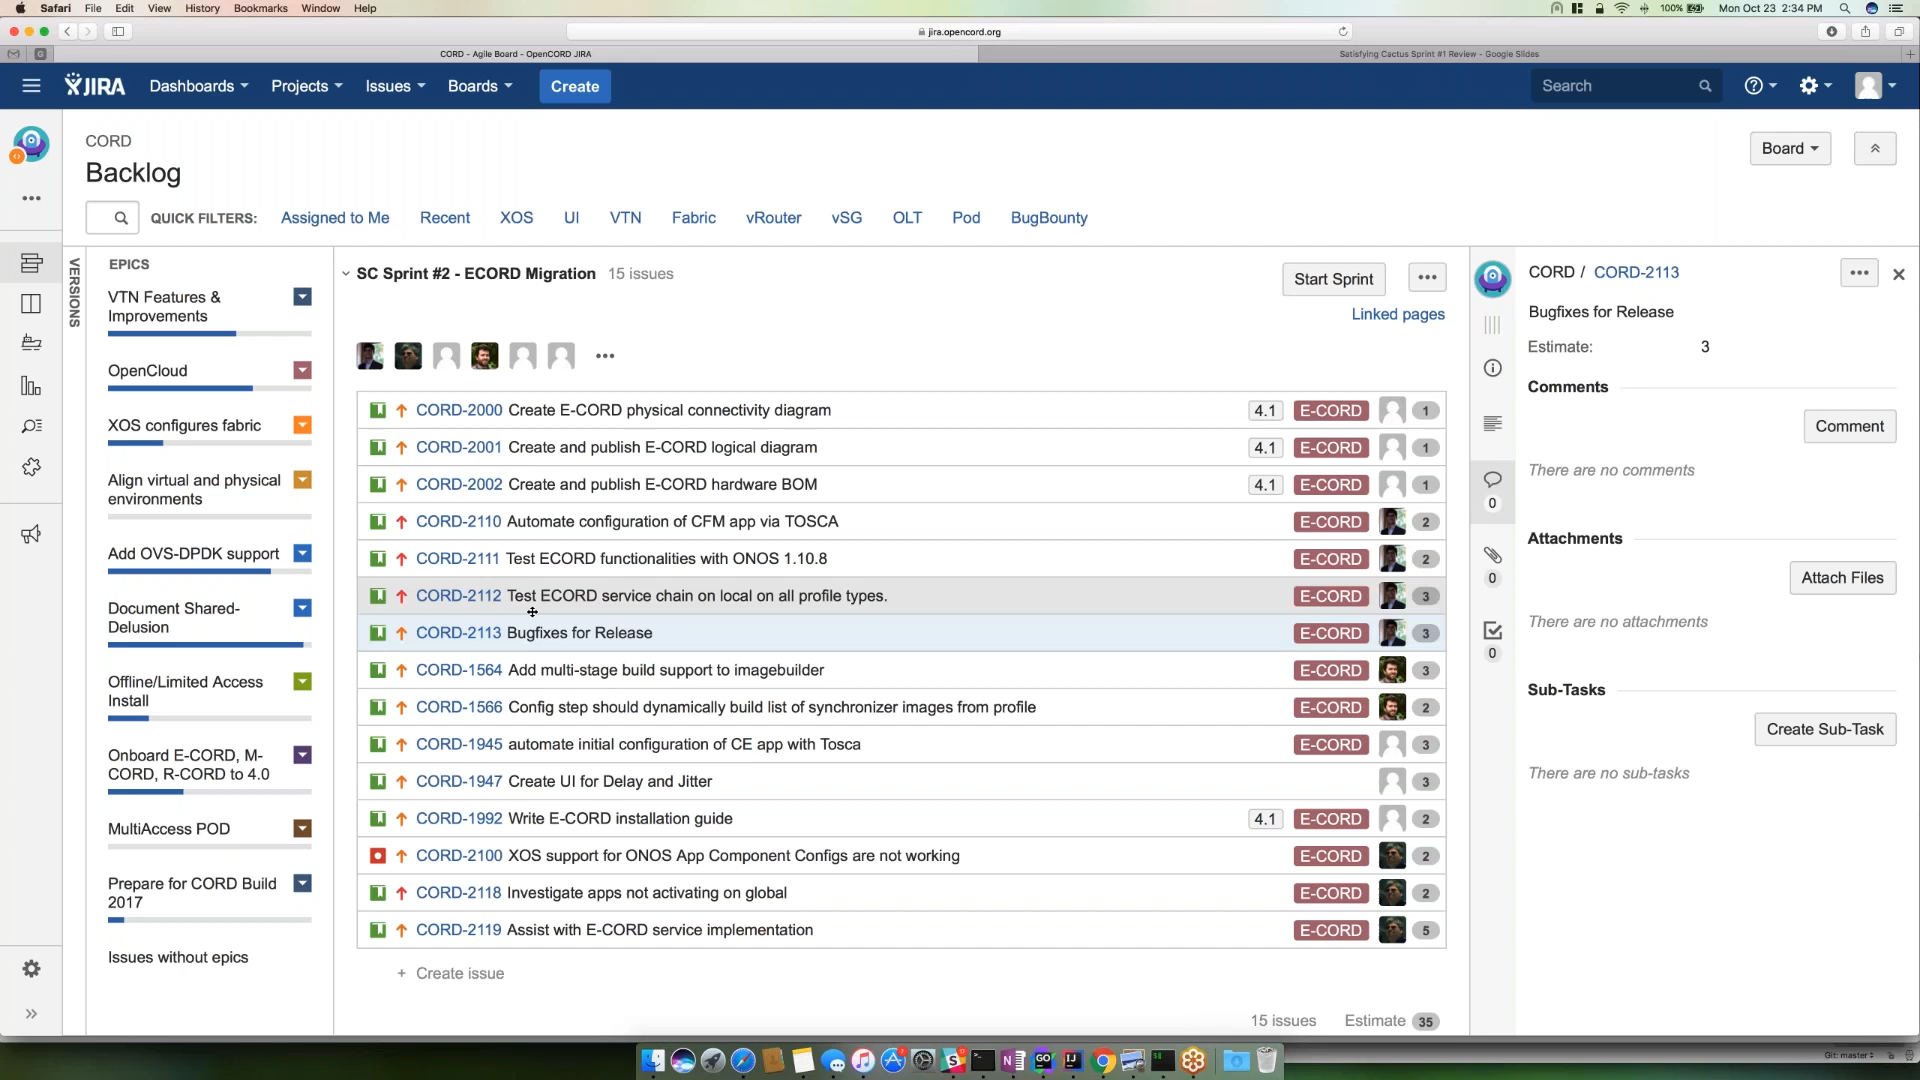 Safari File Edit View History Bookmarks Window Help
100% Mon Oct 23 2:34 PM
jira.opencord.org
CORD - Agile Board - OpenCORD JIRA
Satisfying Cactus Sprint #1 Review - Google Slides
JIRA Dashboards Projects Issues Boards Create Search
CORD
Backlog
Board
QUICK FILTERS: Assigned to Me Recent XOS UI VTN Fabric vRouter vSG OLT Pod BugBounty
VERSIONS
EPICS
VTN Features &
Improvements
OpenCloud
XOS configures fabric
Align virtual and physical
environments
Add OVS-DPDK support
Document Shared-
Delusion
Offline/Limited Access
Install
Onboard E-CORD, M-
CORD, R-CORD to 4.0
MultiAccess POD
Prepare for CORD Build
2017
Issues without epics
SC Sprint #2 - ECORD Migration 15 issues
Start Sprint
Linked pages
CORD-2000 Create E-CORD physical connectivity diagram 4.1 E-CORD 1
CORD-2001 Create and publish E-CORD logical diagram 4.1 E-CORD 1
CORD-2002 Create and publish E-CORD hardware BOM 4.1 E-CORD 1
CORD-2110 Automate configuration of CFM app via TOSCA E-CORD 2
CORD-2111 Test ECORD functionalities with ONOS 1.10.8 E-CORD 2
CORD-2112 Test ECORD service chain on local on all profile types. E-CORD 3
CORD-2113 Bugfixes for Release E-CORD 3
CORD-1564 Add multi-stage build support to imagebuilder E-CORD 3
CORD-1566 Config step should dynamically build list of synchronizer images from profile E-CORD 2
CORD-1945 automate initial configuration of CE app with Tosca E-CORD 3
CORD-1947 Create UI for Delay and Jitter 3
CORD-1992 Write E-CORD installation guide 4.1 E-CORD 2
CORD-2100 XOS support for ONOS App Component Configs are not working E-CORD 2
CORD-2118 Investigate apps not activating on global E-CORD 2
CORD-2119 Assist with E-CORD service implementation E-CORD 5
+ Create issue
15 issues Estimate 35
CORD / CORD-2113
Bugfixes for Release
Estimate: 3
Comments
Comment
There are no comments
0
Attachments
Attach Files
0
There are no attachments
0
Sub-Tasks
Create Sub-Task
There are no sub-tasks
Git: master